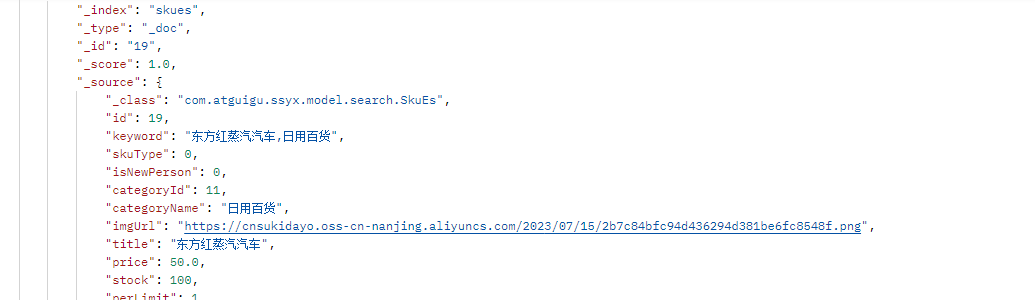 "_index": "skues",
"_type": "_doc",
"_id": "19",
"_score": 1.0,
"_source": {
"_class": "com.atguigu.ssyx.model.search.SkuEs",
"id": 19,
"keyword": "东方红蒸汽汽车,日用百货",
"skuType": 0,
"isNewPerson": 0,
"categoryId": 11,
"categoryName": "日用百货",
"imgUrl": "https://cnsukidayo.oss-cn-nanjing.aliyuncs.com/2023/07/15/2b7c84bfc94d436294d381be6fc8548f.png",
"title": "东方红蒸汽汽车",
"price": 50.0,
"stock": 100,
"perLimit": 1